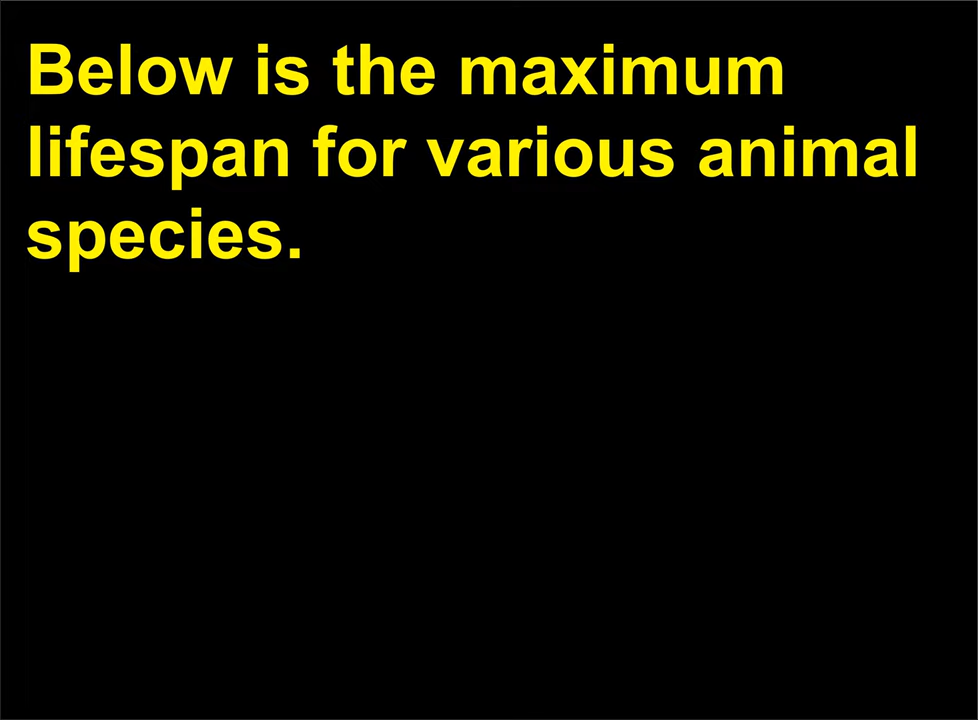 Below is the maximum
lifespan for various animal
species.